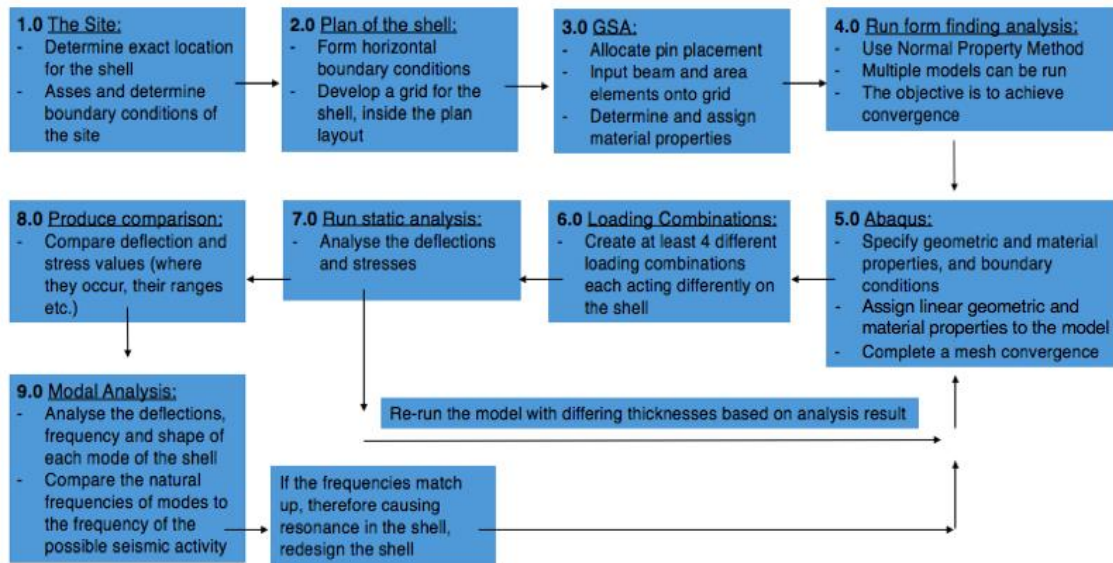 1.0 The Site:
- Determine exact location
for the shell
- Asses and determine
boundary conditions of
the site
2.0 Plan of the shell:
- Form horizontal
boundary conditions
- Develop a grid for the
shell, inside the plan
layout
3.0 GSA:
- Allocate pin placement
- Input beam and area
elements onto grid
- Determine and assign
material properties
4.0 Run form finding analysis:
- Use Normal Property Method
- Multiple models can be run
- The objective is to achieve
convergence
8.0 Produce comparison:
- Compare deflection and
stress values (where
they occur, their ranges
etc.)
7.0 Run static analysis:
- Analyse the deflections
and stresses
6.0 Loading Combinations:
- Create at least 4 different
loading combinations
each acting differently on
the shell
5.0 Abaqus:
- Specify geometric and material
properties, and boundary
conditions
- Assign linear geometric and
material properties to the model
- Complete a mesh convergence
9.0 Modal Analysis:
- Analyse the deflections,
frequency and shape of
each mode of the shell
- Compare the natural
frequencies of modes to
the frequency of the
possible seismic activity
Re-run the model with differing thicknesses based on analysis result
If the frequencies match
up, therefore causing
resonance in the shell,
redesign the shell